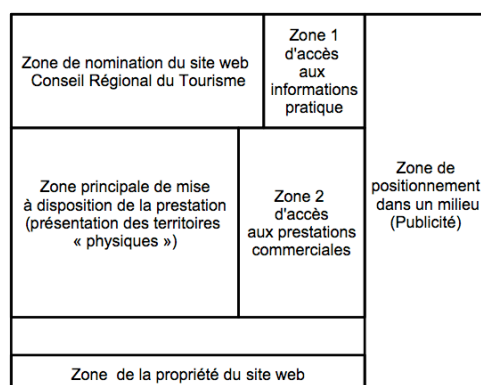 Zone de nomination du site web
Conseil Régional du Tourisme
Zone 1
d'accès
aux
informations
pratique
Zone principale de mise
à disposition de la prestation
(présentation des territoires
« physiques »)
Zone 2
d'accès
aux prestations
commerciales
Zone de
positionnement
dans un milieu
(Publicité)
Zone de la propriété du site web